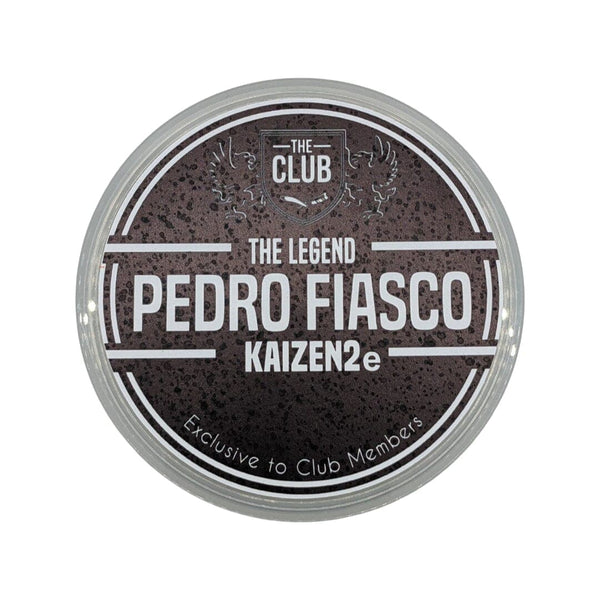 THE
CLUB
THE LEGEND
PEDRO FIASCO
KAIZEN2e
Exclusive to Club Members